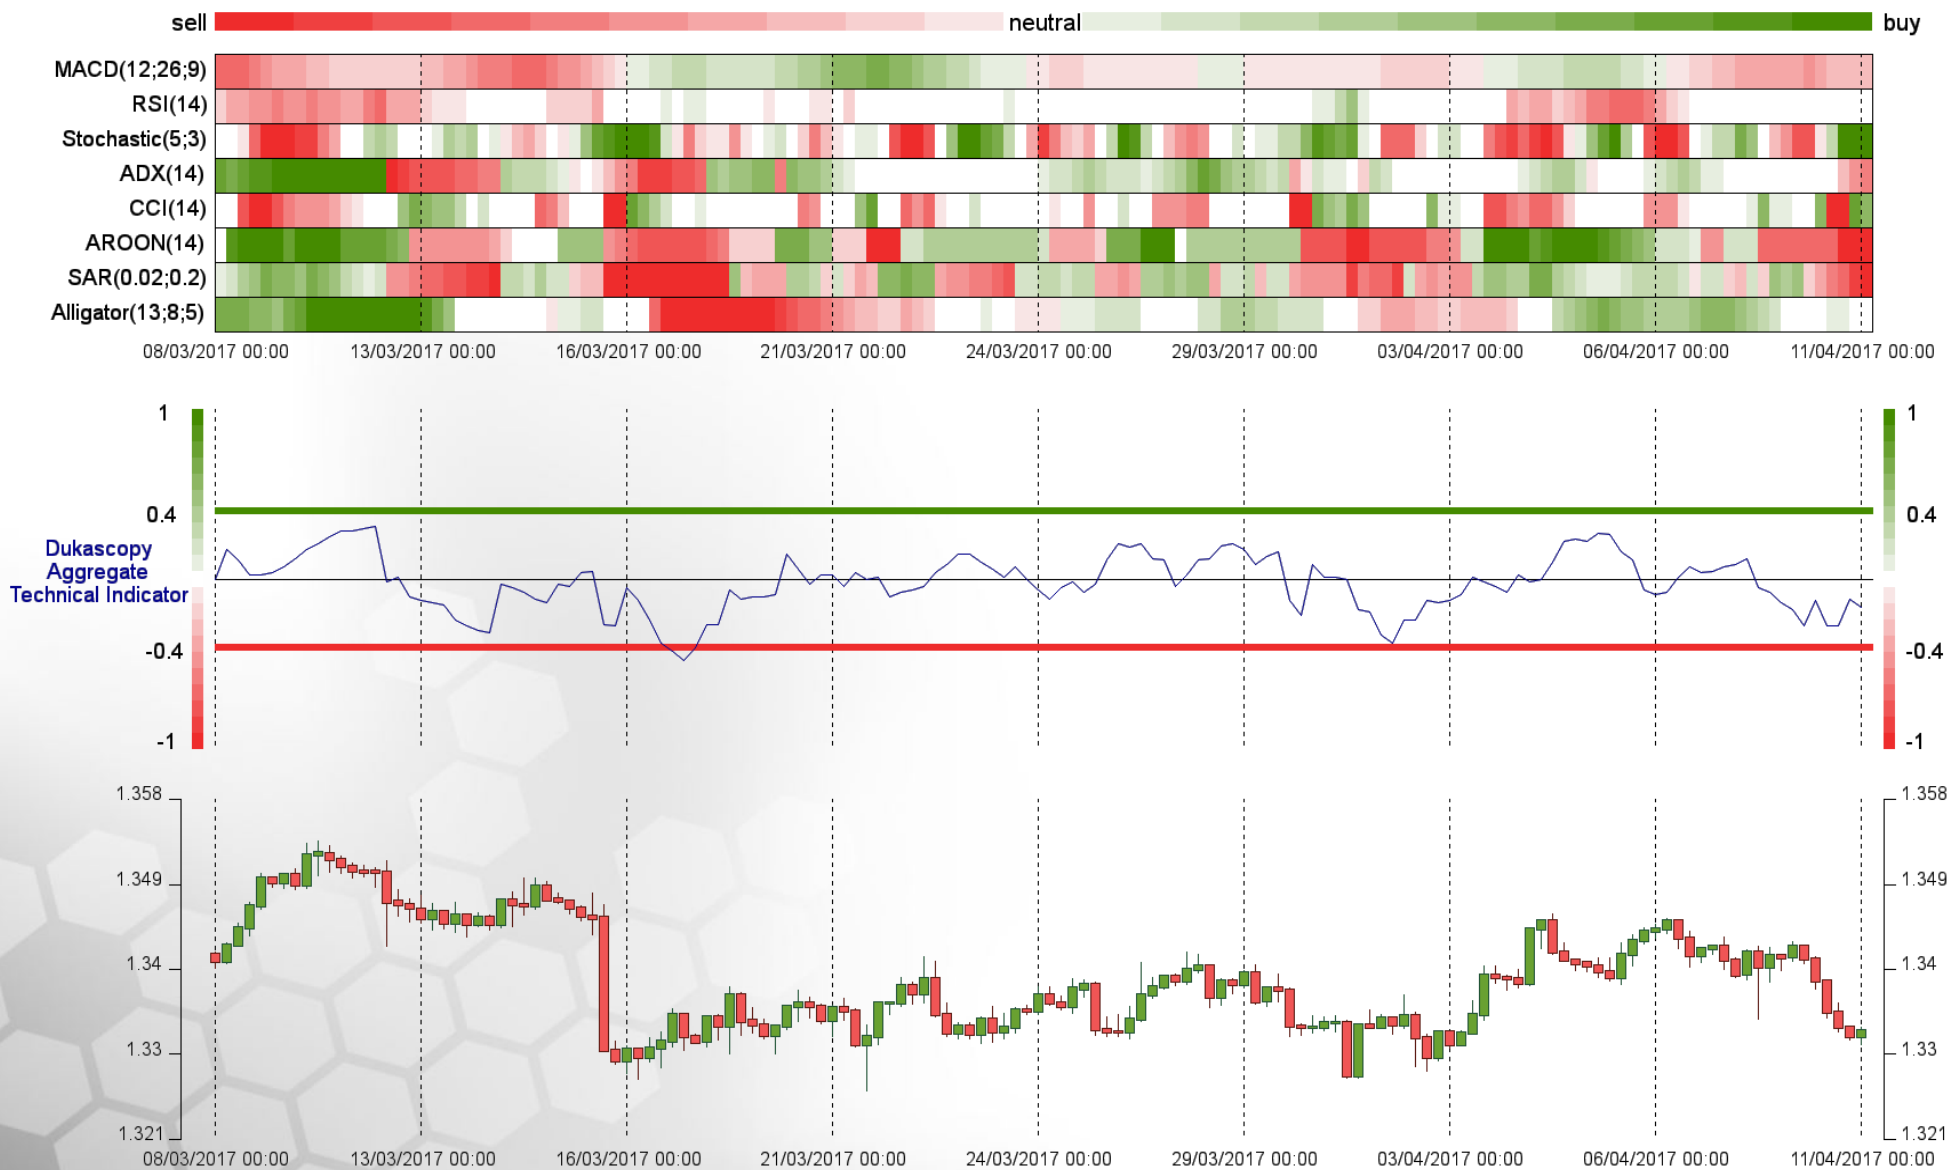 sell neutral buy
MACD(12;26;9)
RSI(14)
Stochastic(5;3)
ADX(14)
CCI(14)
AROON(14)
SAR(0.02;0.2)
Alligator(13;8;5)
08/03/2017 00:00 13/03/2017 00:00 16/03/2017 00:00 21/03/2017 00:00 24/03/2017 00:00 29/03/2017 00:00 03/04/2017 00:00 06/04/2017 00:00 11/04/2017 00:00
1 1
0.4 0.4
Dukascopy
Aggregate
Technical Indicator
-0.4 -0.4
-1 -1
1.358 1.358
1.349 1.349
1.34 1.34
1.33 1.33
1.321 1.321
08/03/2017 00:00 13/03/2017 00:00 16/03/2017 00:00 21/03/2017 00:00 24/03/2017 00:00 29/03/2017 00:00 03/04/2017 00:00 06/04/2017 00:00 11/04/2017 00:00